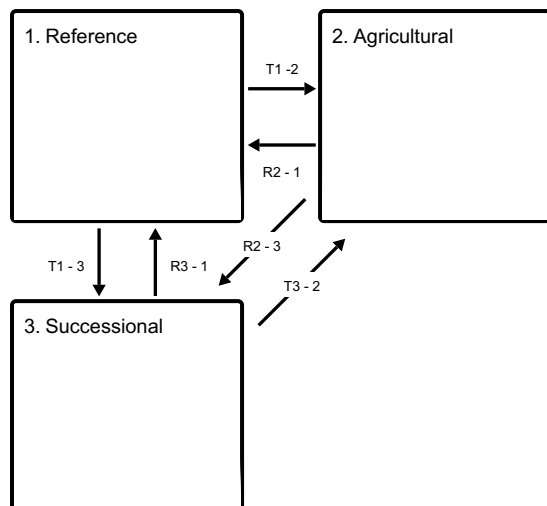 1. Reference
2. Agricultural
T1 -2
R2 - 1
R2 - 3
T1 - 3
R3 - 1
T3 - 2
3. Successional